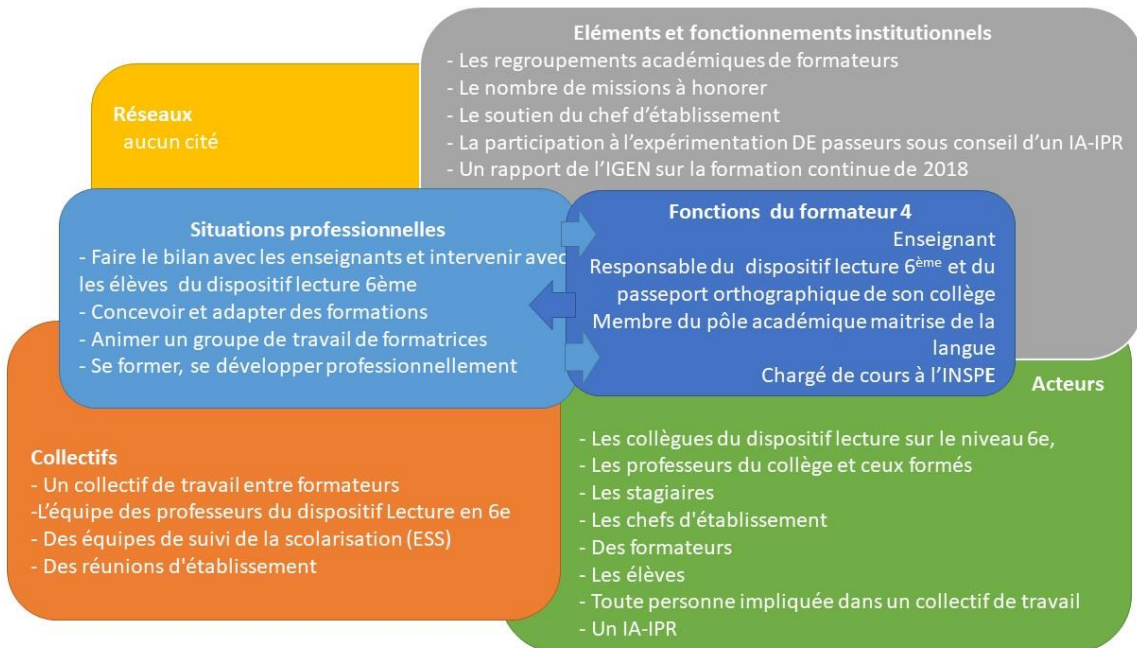 Eléments et fonctionnements institutionnels
- Les regroupements académiques de formateurs
- Le nombre de missions à honorer
- Le soutien du chef d'établissement
- La participation à l'expérimentation DE passeurs sous conseil d'un IA-IPR
- Un rapport de l'IGEN sur la formation continue de 2018
Réseaux
aucun cité
Situations professionnelles
- Faire le bilan avec les enseignants et intervenir avec
les élèves du dispositif lecture 6ème
- Concevoir et adapter des formations
- Animer un groupe de travail de formatrices
- Se former, se développer professionnellement
Fonctions du formateur 4
Enseignant
Responsable du dispositif lecture 6ème et du
passeport orthographique de son collège
Membre du pôle académique maitrise de la
langue
Chargé de cours à l'INSPE
Collectifs
- Un collectif de travail entre formateurs
-L'équipe des professeurs du dispositif Lecture en 6e
- Des équipes de suivi de la scolarisation (ESS)
- Des réunions d'établissement
Acteurs
- Les collègues du dispositif lecture sur le niveau 6e,
- Les professeurs du collège et ceux formés
- Les stagiaires
- Les chefs d'établissement
- Des formateurs
- Les élèves
- Toute personne impliquée dans un collectif de travail
- Un IA-IPR